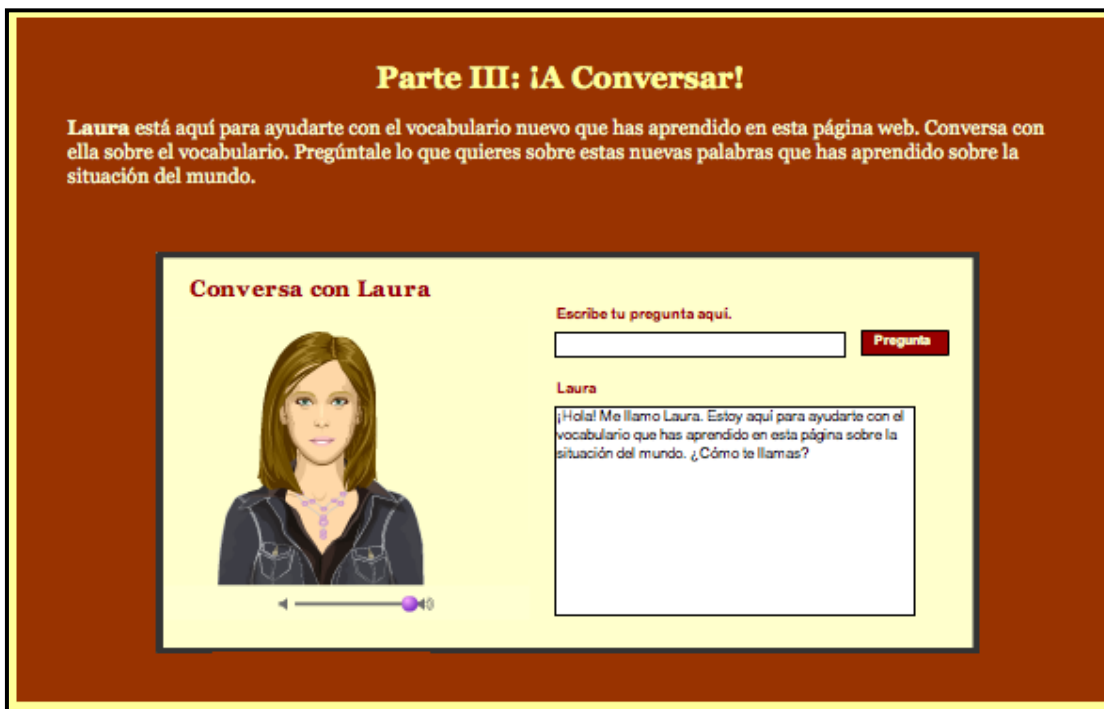 Parte III: ¡A Conversar!
Laura está aquí para ayudarte con el vocabulario nuevo que has aprendido en esta página web. Conversa con
ella sobre el vocabulario. Pregúntale lo que quieres sobre estas nuevas palabras que has aprendido sobre la
situación del mundo.
Conversa con Laura
Escribe tu pregunta aquí.
Pregunta
Laura
¡Hola! Me llamo Laura. Estoy aquí para ayudarte con el
vocabulario que has aprendido en esta página sobre la
situación del mundo. ¿Cómo te llamas?